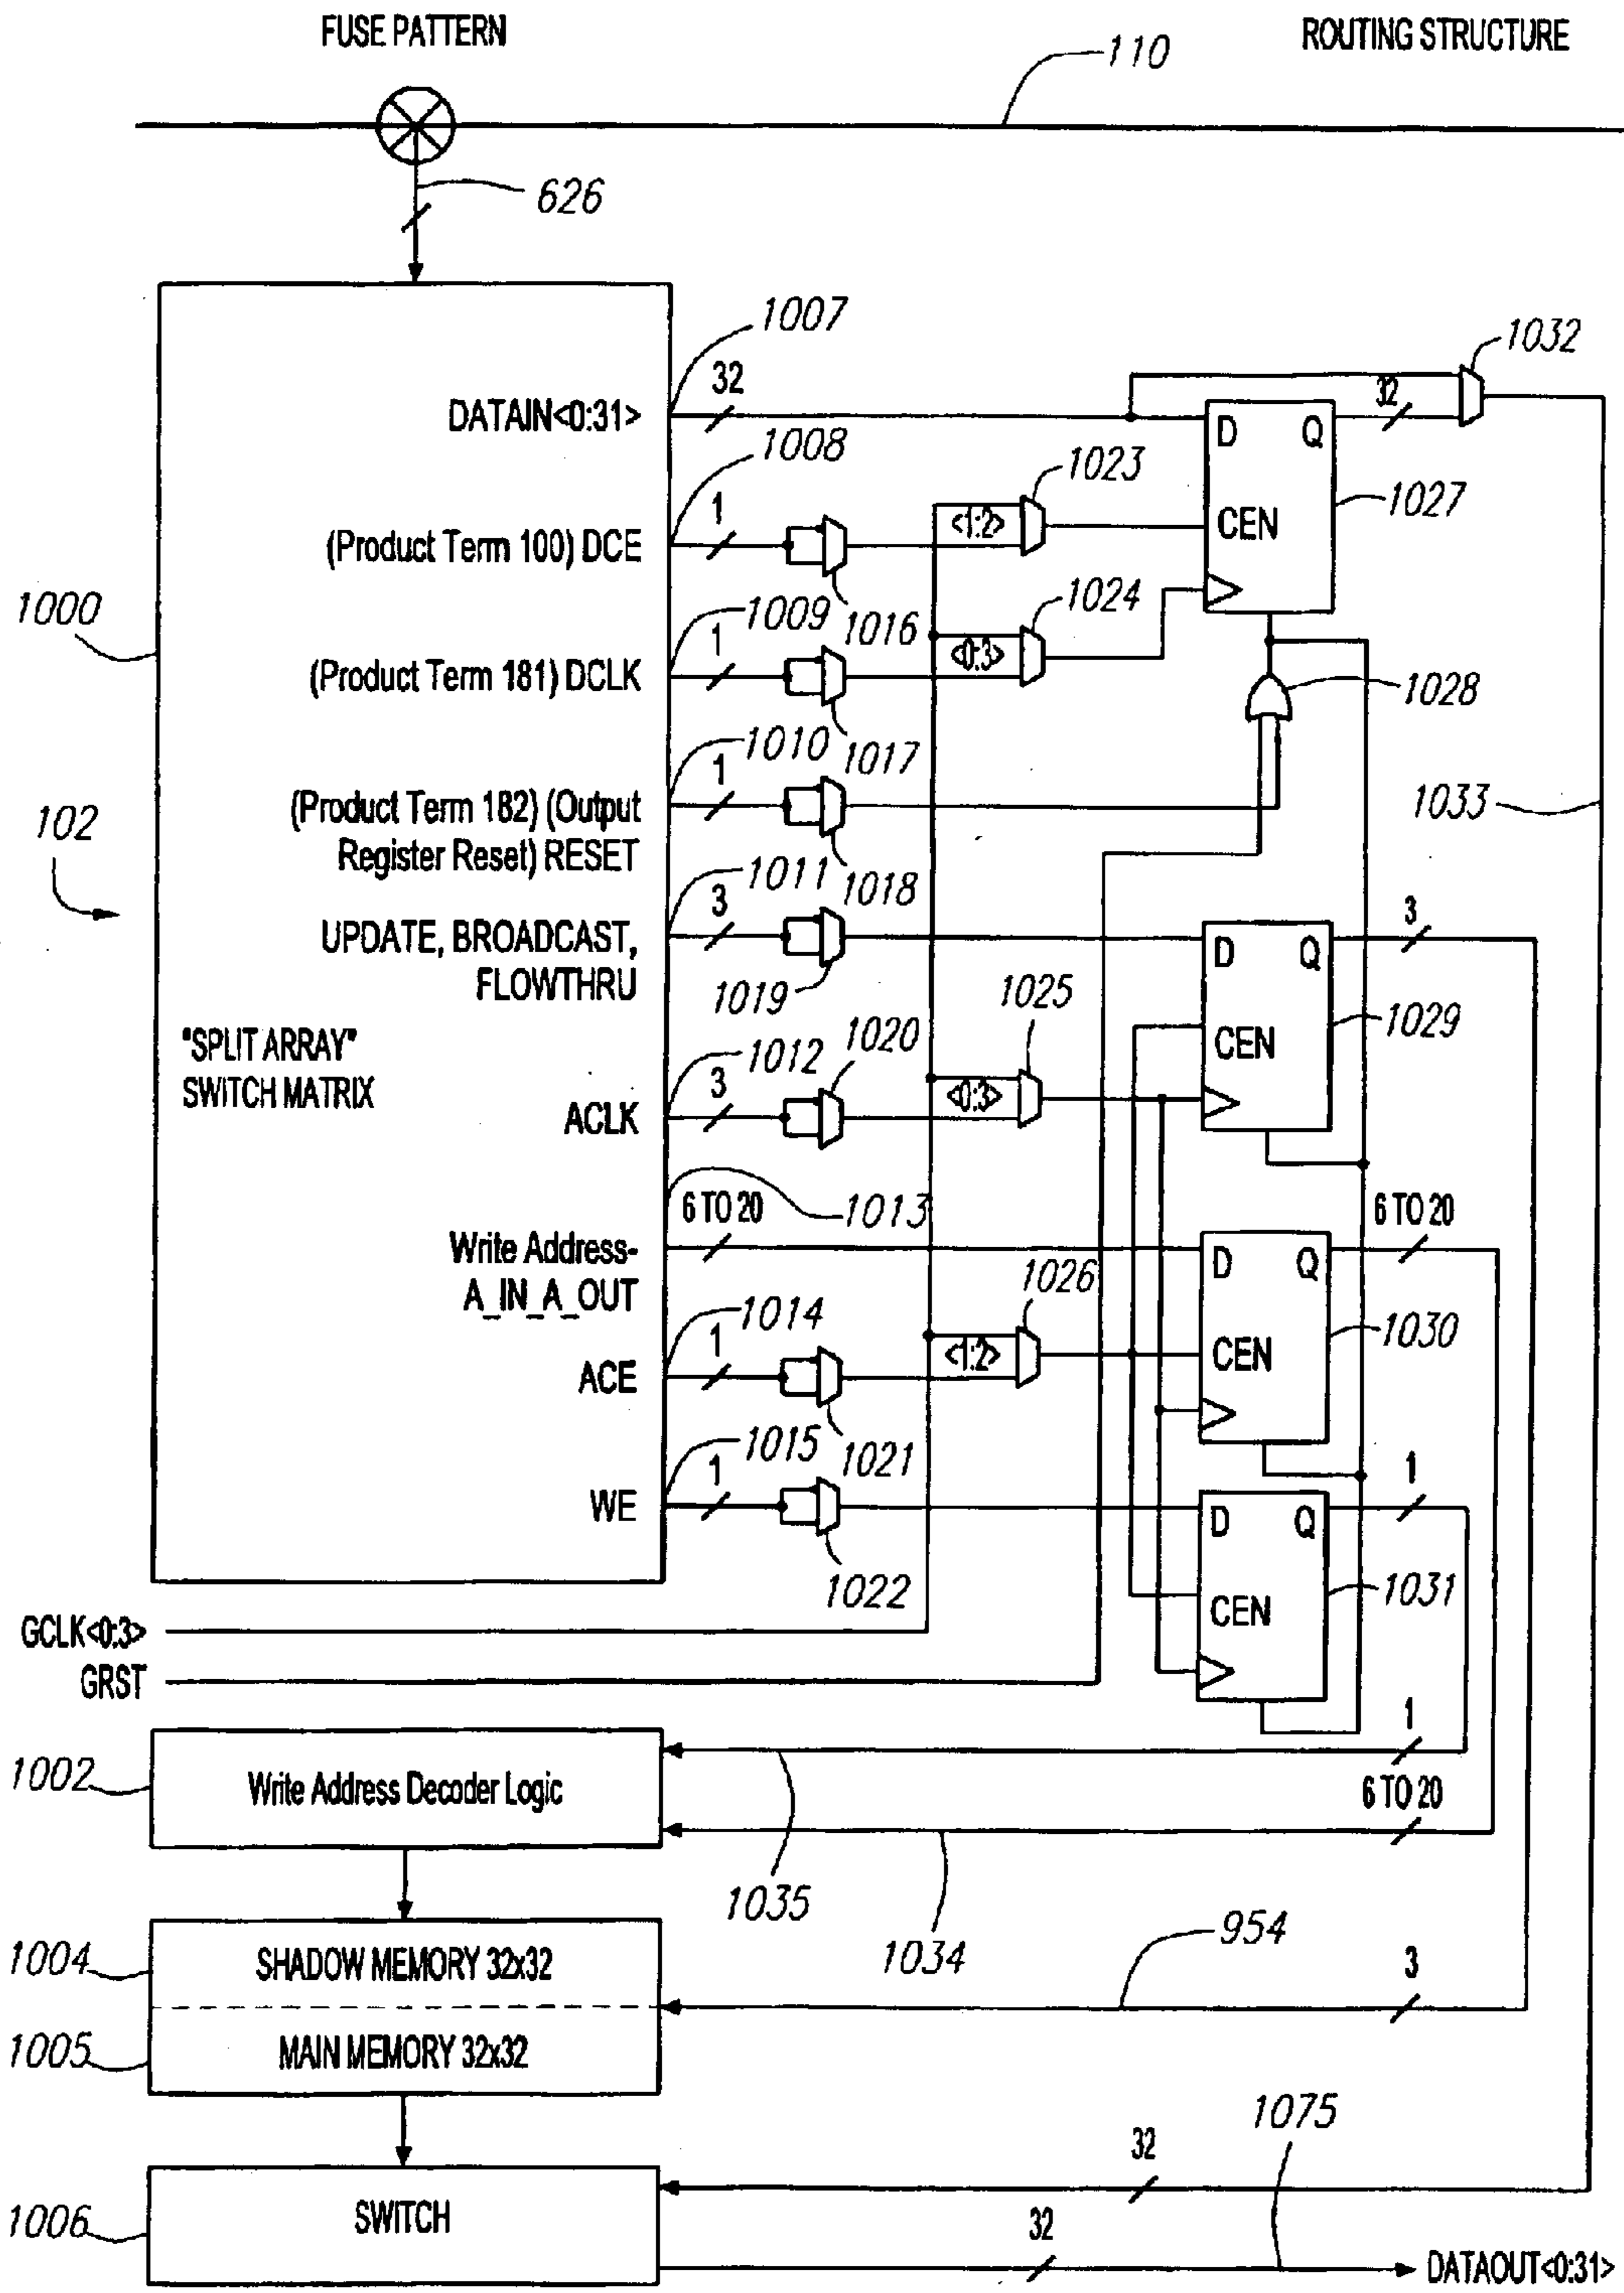 FUSE PATTERN
ROUTING STRUCTURE
110
626
1007
1032
32
32
DATAIN<0:31>
D Q
1008
1023
1027
1
<1:2>
CEN
(Product Term 100) DCE
1000
1009
1016
1024
1
<0:3>
(Product Term 181) DCLK
1028
1010
1017
1
1033
102
(Product Term 182) (Output
Register Reset) RESET
1011
1018
3
3
UPDATE, BROADCAST,
FLOWTHRU
D Q
1019
1025
1029
"SPLIT ARRAY"
SWITCH MATRIX
1012
1020
CEN
3
<0:3>
ACLK
1013
6 TO 20
6 TO 20
Write Address-
A_IN_A_OUT
D Q
1026
1014
1030
1
<1:2>
CEN
ACE
1015
1021
1
1
WE
D Q
1022
1031
CEN
GCLK<0:3>
GRST
1
1002
Write Address Decoder Logic
6 TO 20
1035
1034
954
1004
SHADOW MEMORY 32x32
3
1005
MAIN MEMORY 32x32
1075
32
1006
SWITCH
32
DATAOUT<0:31>